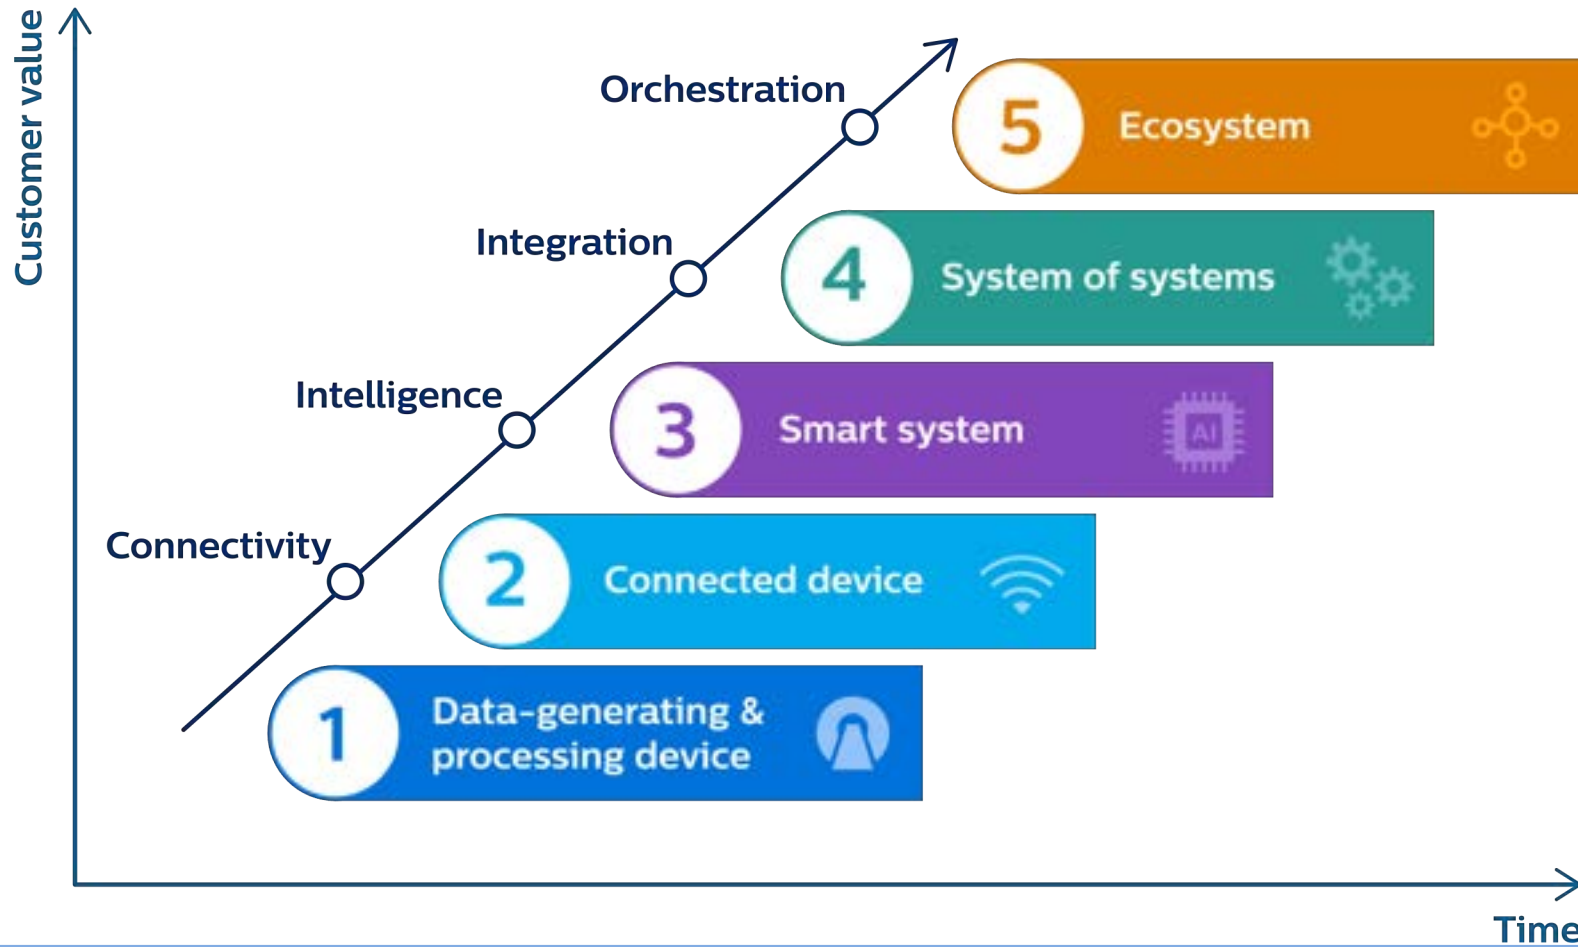 Customer value
Orchestration
5
Ecosystem
Integration
4
System of systems
Intelligence
3
Smart system
AI
Connectivity
2
Connected device
1
Data-generating &
processing device
Time